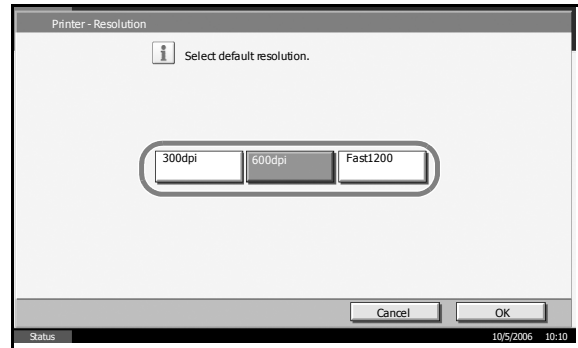 Printer - Resolution
Select default resolution.
300dpi 600dpi Fast1200
Cancel OK
Status 10/5/2006 10:10